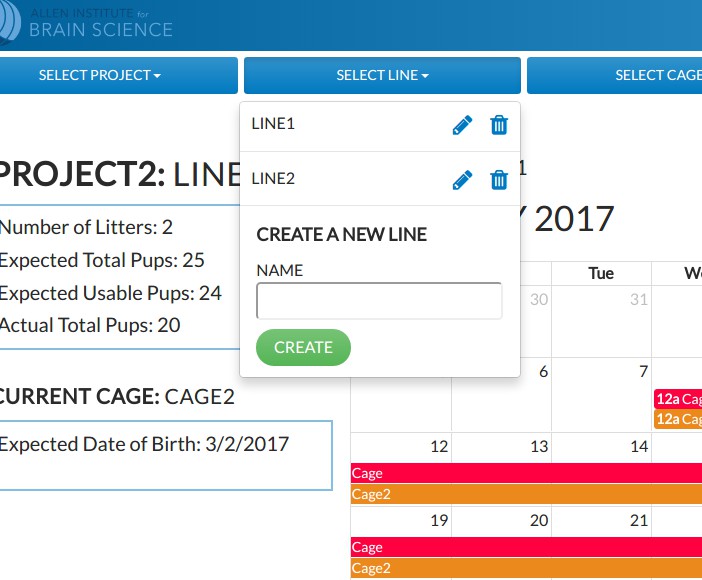 ALLEN INSTITUTE for
BRAIN SCIENCE
SELECT PROJECT
SELECT LINE
SELECT CAGE
LINE1
LINE2
CREATE A NEW LINE
NAME
CREATE
PROJECT2: LINE
Number of Litters: 2
Expected Total Pups: 25
Expected Usable Pups: 24
Actual Total Pups: 20
CURRENT CAGE: CAGE2
Expected Date of Birth: 3/2/2017
1
2017
Tue
30 31
6 7
12a Cag
12a Cag
12 13 14
Cage
Cage2
19 20 21
Cage
Cage2